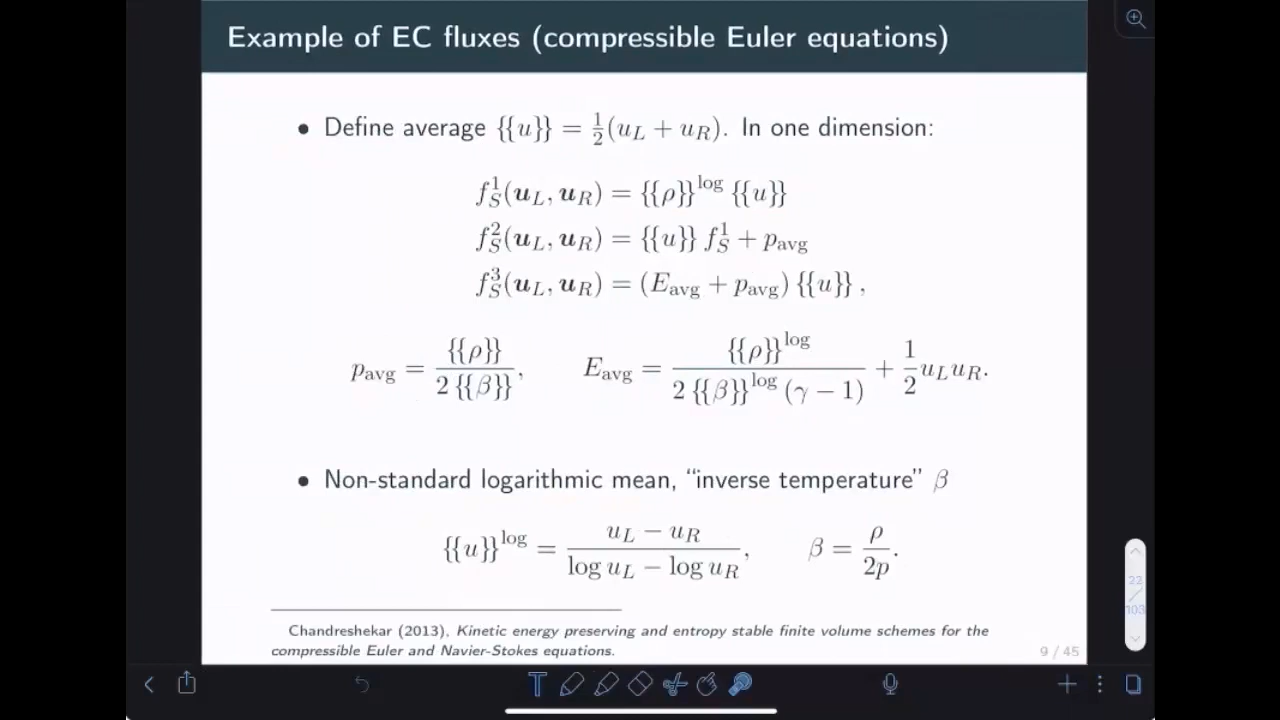 Example of EC fluxes (compressible Euler equations)
• Define average {{u}} = ½(u_L + u_R). In one dimension:
f_S^1(𝒖_L, 𝒖_R) = {{ρ}}^log {{u}}
f_S^2(𝒖_L, 𝒖_R) = {{u}} f_S^1 + p_avg
f_S^3(𝒖_L, 𝒖_R) = (E_avg + p_avg) {{u}} ,
p_avg = {{ρ}} / 2 {{β}}, E_avg = {{ρ}}^log / 2 {{β}}^log (γ − 1) + 1/2 u_L u_R.
• Non-standard logarithmic mean, “inverse temperature” β
{{u}}^log = u_L − u_R / log u_L − log u_R, β = ρ / 2p.
Chandreshekar (2013), Kinetic energy preserving and entropy stable finite volume schemes for the
compressible Euler and Navier-Stokes equations.
9 / 45
22
/
103
T